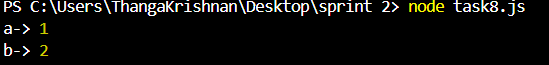 PS C:\Users\ThangaKrishnan\Desktop\sprint 2> node task8.js
a-> 1
b-> 2